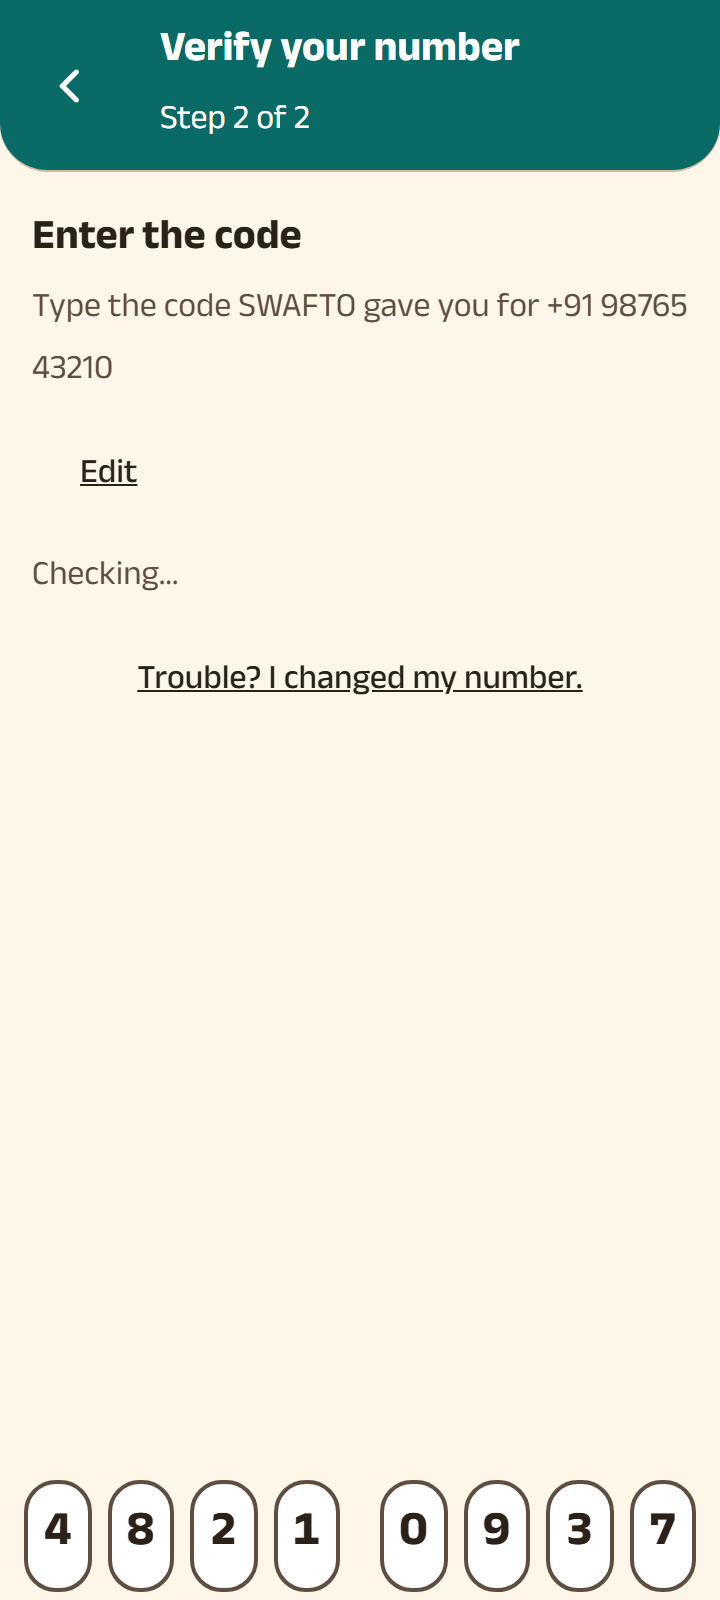 Verify your number
Step 2 of 2
Enter the code
Type the code SWAFTO gave you for +91 98765
43210
Edit
Checking...
Trouble? I changed my number.
4 8 2 1 0 9 3 7